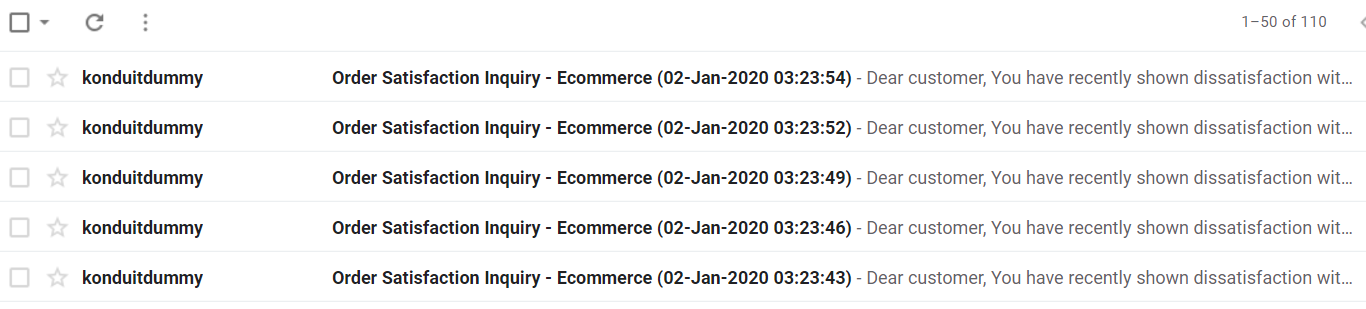 1–50 of 110
konduitdummy Order Satisfaction Inquiry - Ecommerce (02-Jan-2020 03:23:54) - Dear customer, You have recently shown dissatisfaction wit…
konduitdummy Order Satisfaction Inquiry - Ecommerce (02-Jan-2020 03:23:52) - Dear customer, You have recently shown dissatisfaction wit…
konduitdummy Order Satisfaction Inquiry - Ecommerce (02-Jan-2020 03:23:49) - Dear customer, You have recently shown dissatisfaction wit…
konduitdummy Order Satisfaction Inquiry - Ecommerce (02-Jan-2020 03:23:46) - Dear customer, You have recently shown dissatisfaction wit…
konduitdummy Order Satisfaction Inquiry - Ecommerce (02-Jan-2020 03:23:43) - Dear customer, You have recently shown dissatisfaction wit…